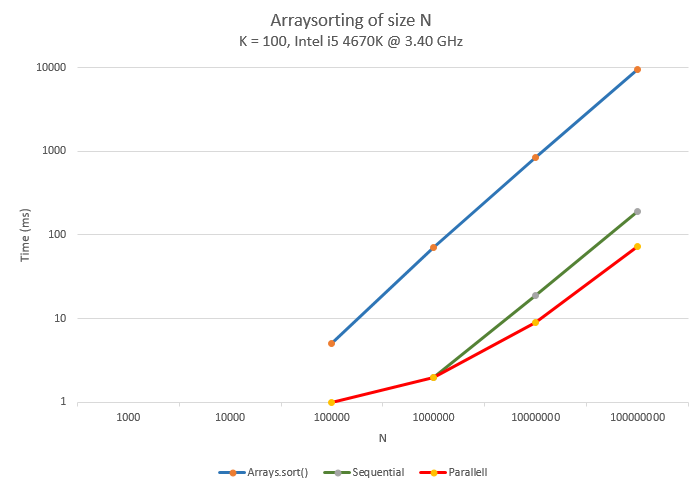 Arraysorting of size N
K = 100, Intel i5 4670K @ 3.40 GHz
10000
1000
100
10
1
Time (ms)
1000 10000 100000 1000000 10000000 100000000
N
Arrays.sort() Sequential Parallell